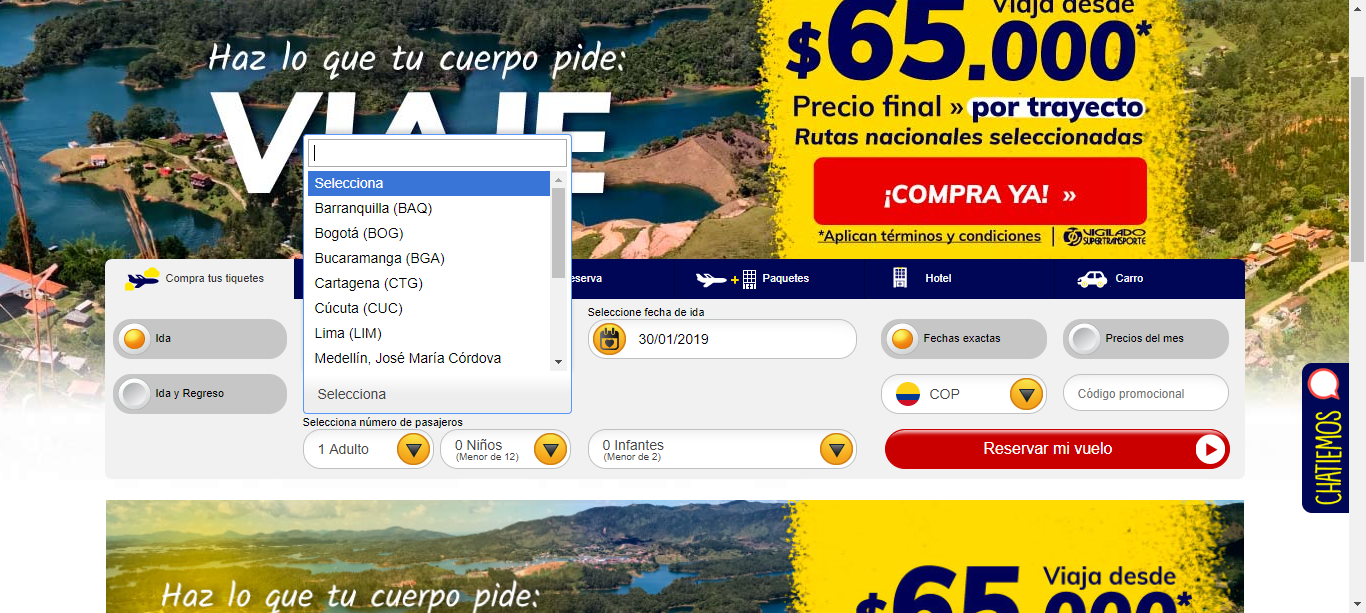 Viaja desde
$65.000*
Haz lo que tu cuerpo pide:
VIAJE
Precio final » por trayecto
Rutas nacionales seleccionadas
¡COMPRA YA! »
*Aplican términos y condiciones | VIGILADO SUPERTRANSPORTE
Selecciona
Barranquilla (BAQ)
Bogotá (BOG)
Bucaramanga (BGA)
Cartagena (CTG)
Cúcuta (CUC)
Lima (LIM)
Medellín, José María Córdova
Selecciona
Compra tus tiquetes
eserva
+ Paquetes
Hotel
Carro
Ida
Ida y Regreso
Seleccione fecha de ida
30/01/2019
Fechas exactas
Precios del mes
COP
Código promocional
Selecciona número de pasajeros
1 Adulto
0 Niños
(Menor de 12)
0 Infantes
(Menor de 2)
Reservar mi vuelo
CHATIEMOS
Haz lo que tu cuerpo pide:
Viaja desde
$65.000*